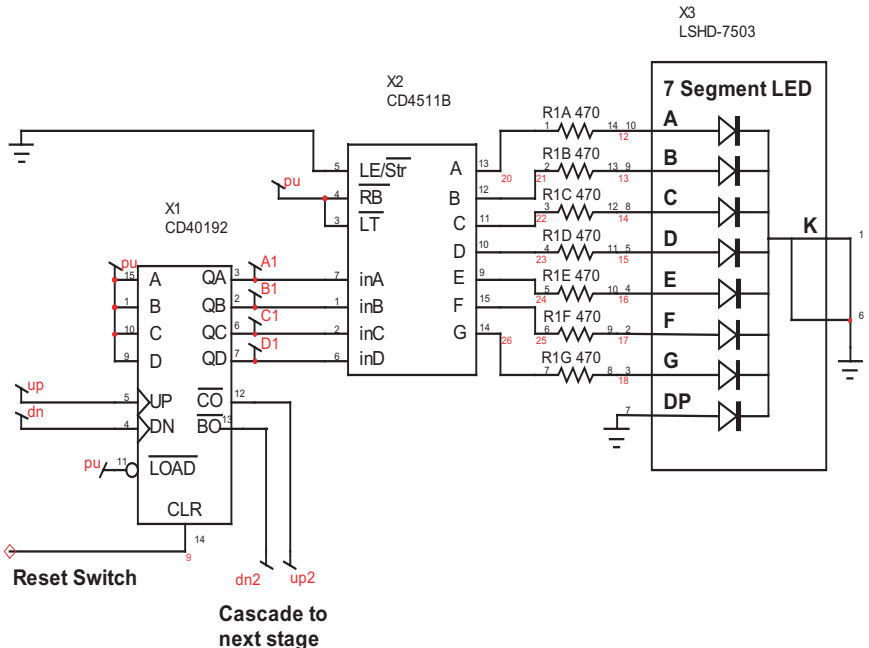 X3
LSHD-7503
7 Segment LED
X2
CD4511B
R1A 470
1
14 10
12
A
20
R1B 470
21
2
9
13
B
R1C 470
22
3
12 8
14
C
R1D 470
23
4
11 5
15
D
R1E 470
24
5
10 4
16
E
R1F 470
25
6
9 2
17
F
R1G 470
26
7
8 3
18
G
7
DP
K
1
6
5 LE/Str
4 RB
3 LT
7 inA
1 inB
2 inC
6 inD
A 13
B 12
C 11
D 10
E 9
F 15
G 14
pu
X1
CD40192
pu
15 A QA 3 A1
1 B QB 2 B1
10 C QC 6 C1
9 D QD 7 D1
up
5 UP CO 12
dn
4 DN BO 13
pu 11 LOAD
CLR
14
9
Reset Switch
dn2 up2
Cascade to
next stage